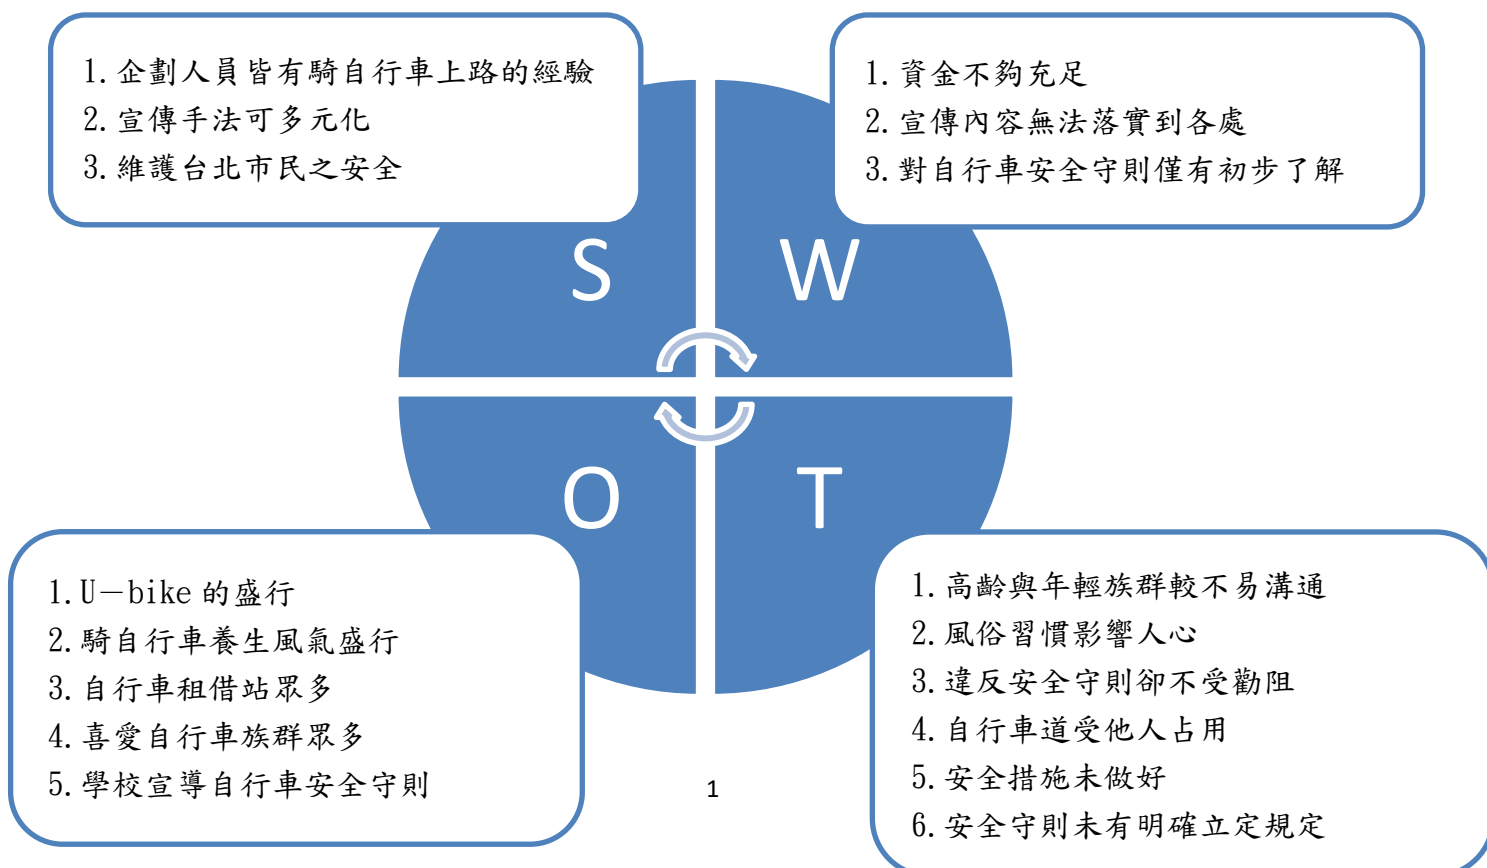 1.企劃人員皆有騎自行車上路的經驗
2.宣傳手法可多元化
3.維護台北市民之安全
1.資金不夠充足
2.宣傳內容無法落實到各處
3.對自行車安全守則僅有初步了解
S
W
O
T
1.U－bike 的盛行
2.騎自行車養生風氣盛行
3.自行車租借站眾多
4.喜愛自行車族群眾多
5.學校宣導自行車安全守則
1.高齡與年輕族群較不易溝通
2.風俗習慣影響人心
3.違反安全守則卻不受勸阻
4.自行車道受他人占用
5.安全措施未做好
6.安全守則未有明確立定規定
1